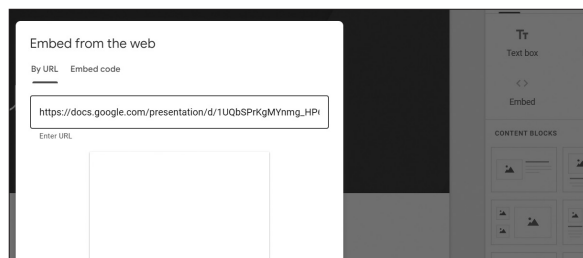 Embed from the web
By URL Embed code
https://docs.google.com/presentation/d/1UQbSPrKgMYnmg_HP
Enter URL
Tт
Text box
< >
Embed
CONTENT BLOCKS